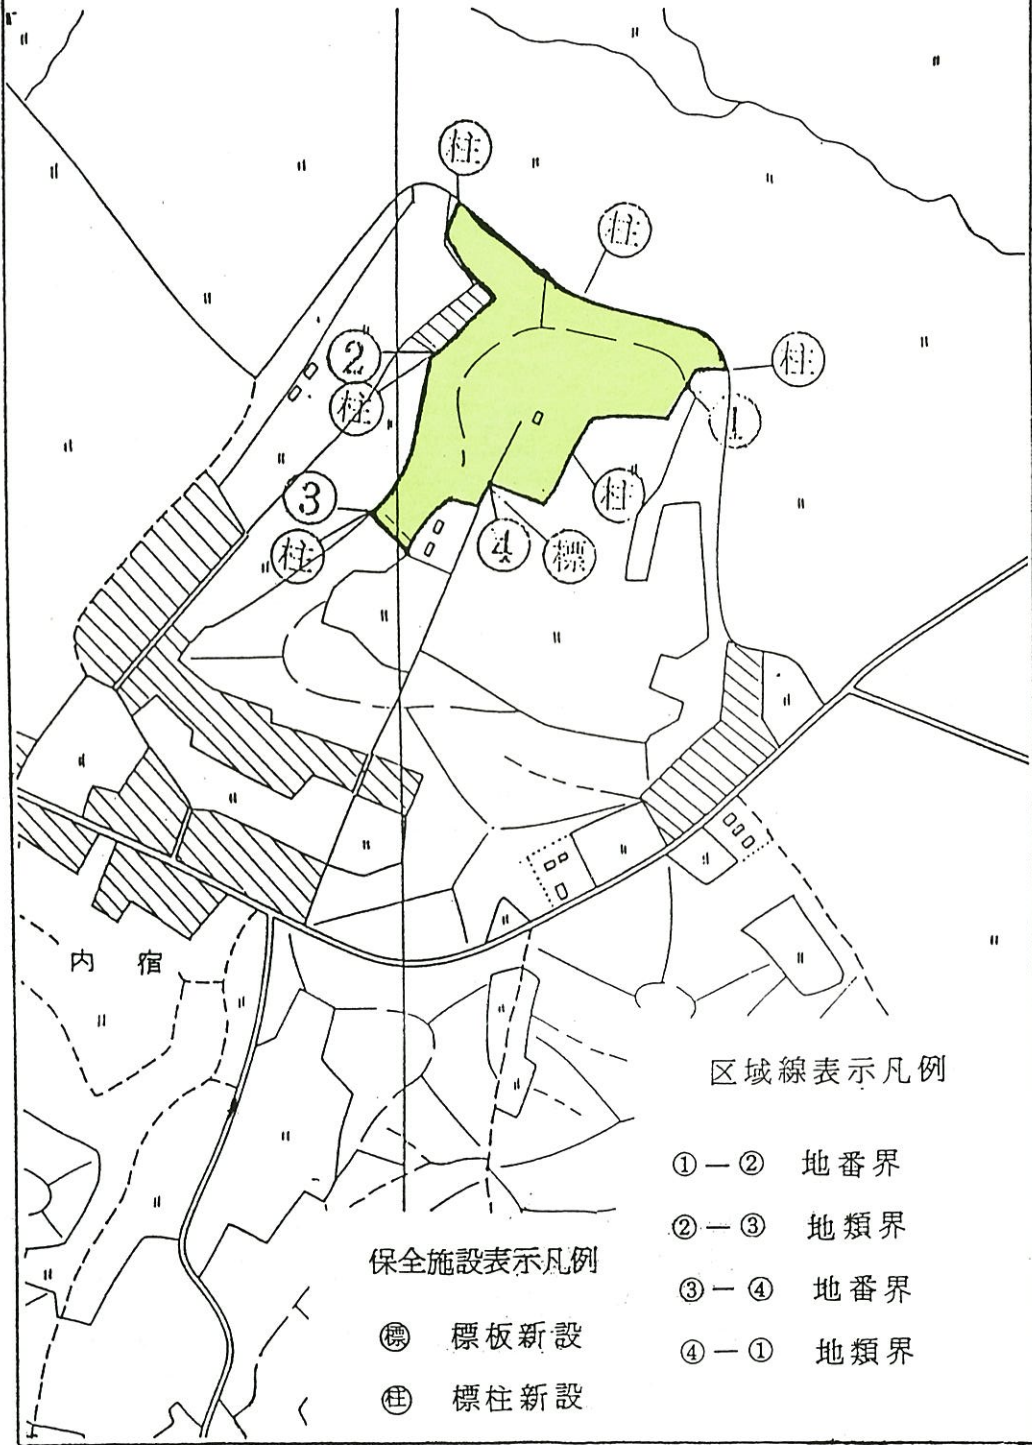 柱
柱
柱
②
柱
①
③
柱
柱
④
標
内 宿
区域線表示凡例
①－② 地番界
②－③ 地類界
③－④ 地番界
④－① 地類界
保全施設表示凡例
標 標板新設
柱 標柱新設